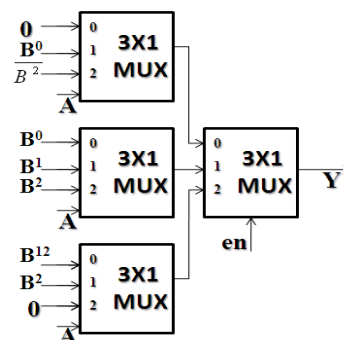 0 0 3X1
B⁰ 1 MUX
B̅ ²̅ 2
A
B⁰ 0 3X1
B¹ 1 MUX
B² 2
A
0 3X1
1 MUX
2
Y
en
B¹² 0 3X1
B² 1 MUX
0 2
A